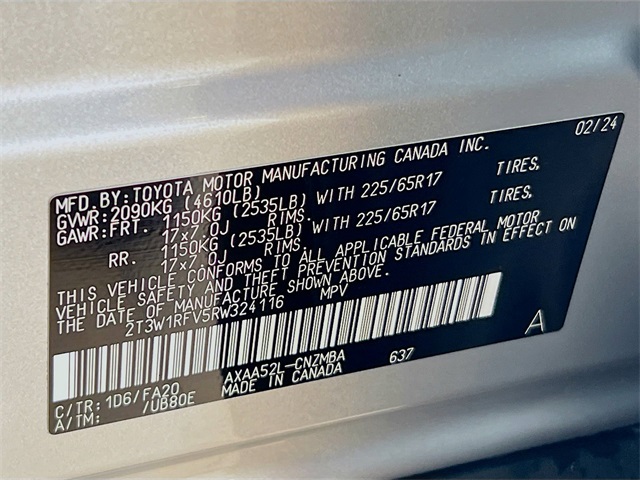 02/24
MFD.BY:TOYOTA MOTOR MANUFACTURING CANADA INC.
GVWR:2090KG (4610LB)
GAWR:FRT. 1150KG (2535LB) WITH 225/65R17 TIRES,
17x7.0J RIMS.
RR. 1150KG (2535LB) WITH 225/65R17 TIRES,
17x7.0J RIMS.
THIS VEHICLE CONFORMS TO ALL APPLICABLE FEDERAL MOTOR
VEHICLE SAFETY AND THEFT PREVENTION STANDARDS IN EFFECT ON
THE DATE OF MANUFACTURE SHOWN ABOVE.
2T3W1RFV5RW324116 MPV
A
C/TR: 1D6/FA20 AXAA52L-CNZMBA 637
A/TM: /UB80E MADE IN CANADA